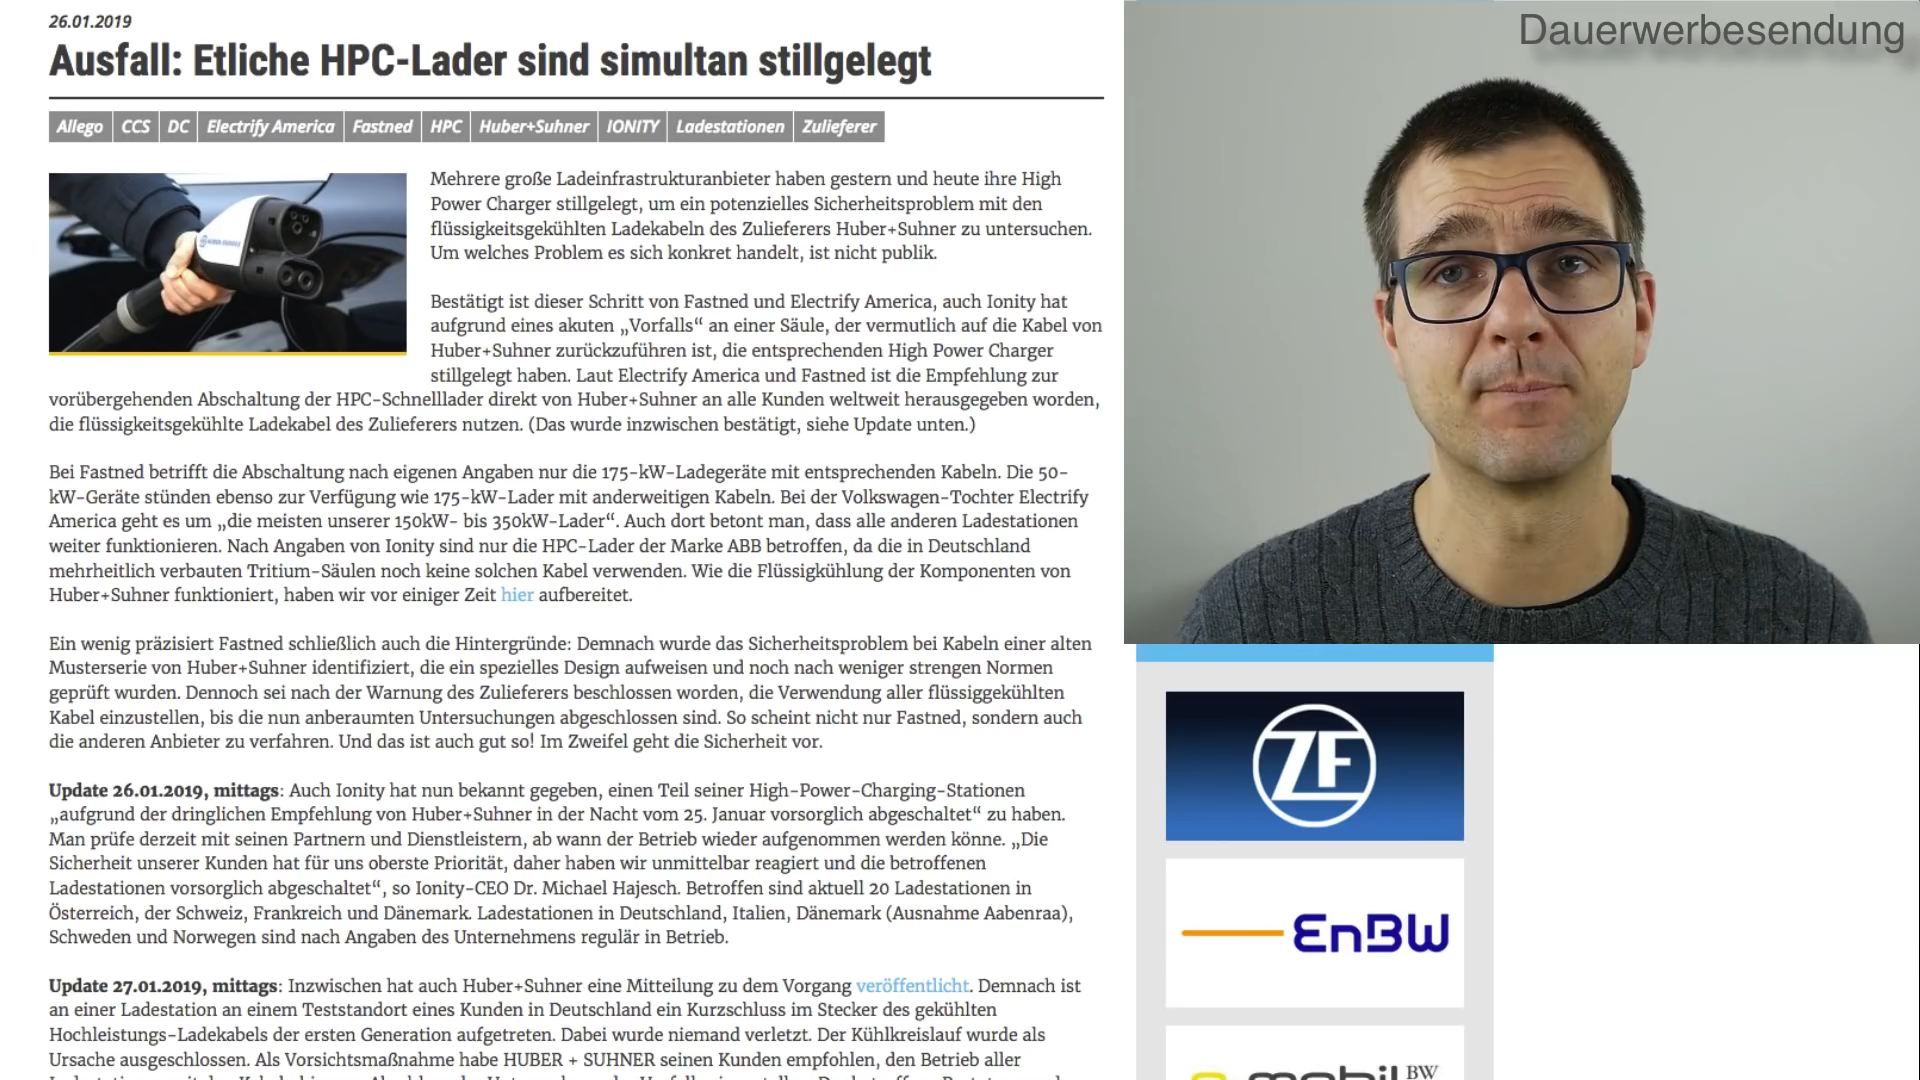 26.01.2019
Ausfall: Etliche HPC-Lader sind simultan stillgelegt
Allego CCS DC Electrify America Fastned HPC Huber+Suhner IONITY Ladestationen Zulieferer
Mehrere große Ladeinfrastrukturanbieter haben gestern und heute ihre High
Power Charger stillgelegt, um ein potenzielles Sicherheitsproblem mit den
flüssigkeitsgekühlten Ladekabeln des Zulieferers Huber+Suhner zu untersuchen.
Um welches Problem es sich konkret handelt, ist nicht publik.
Bestätigt ist dieser Schritt von Fastned und Electrify America, auch Ionity hat
aufgrund eines akuten „Vorfalls“ an einer Säule, der vermutlich auf die Kabel von
Huber+Suhner zurückzuführen ist, die entsprechenden High Power Charger
stillgelegt haben. Laut Electrify America und Fastned ist die Empfehlung zur
vorübergehenden Abschaltung der HPC-Schnelllader direkt von Huber+Suhner an alle Kunden weltweit herausgegeben worden,
die flüssigkeitsgekühlte Ladekabel des Zulieferers nutzen. (Das wurde inzwischen bestätigt, siehe Update unten.)
Bei Fastned betrifft die Abschaltung nach eigenen Angaben nur die 175-kW-Ladegeräte mit entsprechenden Kabeln. Die 50-
kW-Geräte stünden ebenso zur Verfügung wie 175-kW-Lader mit anderweitigen Kabeln. Bei der Volkswagen-Tochter Electrify
America geht es um „die meisten unserer 150kW- bis 350kW-Lader“. Auch dort betont man, dass alle anderen Ladestationen
weiter funktionieren. Nach Angaben von Ionity sind nur die HPC-Lader der Marke ABB betroffen, da die in Deutschland
mehrheitlich verbauten Tritium-Säulen noch keine solchen Kabel verwenden. Wie die Flüssigkühlung der Komponenten von
Huber+Suhner funktioniert, haben wir vor einiger Zeit hier aufbereitet.
Ein wenig präzisiert Fastned schließlich auch die Hintergründe: Demnach wurde das Sicherheitsproblem bei Kabeln einer alten
Musterserie von Huber+Suhner identifiziert, die ein spezielles Design aufweisen und noch nach weniger strengen Normen
geprüft wurden. Dennoch sei nach der Warnung des Zulieferers beschlossen worden, die Verwendung aller flüssiggekühlten
Kabel einzustellen, bis die nun anberaumten Untersuchungen abgeschlossen sind. So scheint nicht nur Fastned, sondern auch
die anderen Anbieter zu verfahren. Und das ist auch gut so! Im Zweifel geht die Sicherheit vor.
Update 26.01.2019, mittags: Auch Ionity hat nun bekannt gegeben, einen Teil seiner High-Power-Charging-Stationen
„aufgrund der dringlichen Empfehlung von Huber+Suhner in der Nacht vom 25. Januar vorsorglich abgeschaltet“ zu haben.
Man prüfe derzeit mit seinen Partnern und Dienstleistern, ab wann der Betrieb wieder aufgenommen werden könne. „Die
Sicherheit unserer Kunden hat für uns oberste Priorität, daher haben wir unmittelbar reagiert und die betroffenen
Ladestationen vorsorglich abgeschaltet“, so Ionity-CEO Dr. Michael Hajesch. Betroffen sind aktuell 20 Ladestationen in
Österreich, der Schweiz, Frankreich und Dänemark. Ladestationen in Deutschland, Italien, Dänemark (Ausnahme Aabenraa),
Schweden und Norwegen sind nach Angaben des Unternehmens regulär in Betrieb.
Update 27.01.2019, mittags: Inzwischen hat auch Huber+Suhner eine Mitteilung zu dem Vorgang veröffentlicht. Demnach ist
an einer Ladestation an einem Teststandort eines Kunden in Deutschland ein Kurzschluss im Stecker des gekühlten
Hochleistungs-Ladekabels der ersten Generation aufgetreten. Dabei wurde niemand verletzt. Der Kühlkreislauf wurde als
Ursache ausgeschlossen. Als Vorsichtsmaßnahme habe HUBER + SUHNER seinen Kunden empfohlen, den Betrieb aller
Dauerwerbesendung
ZF
EnBW
e-mobil BW